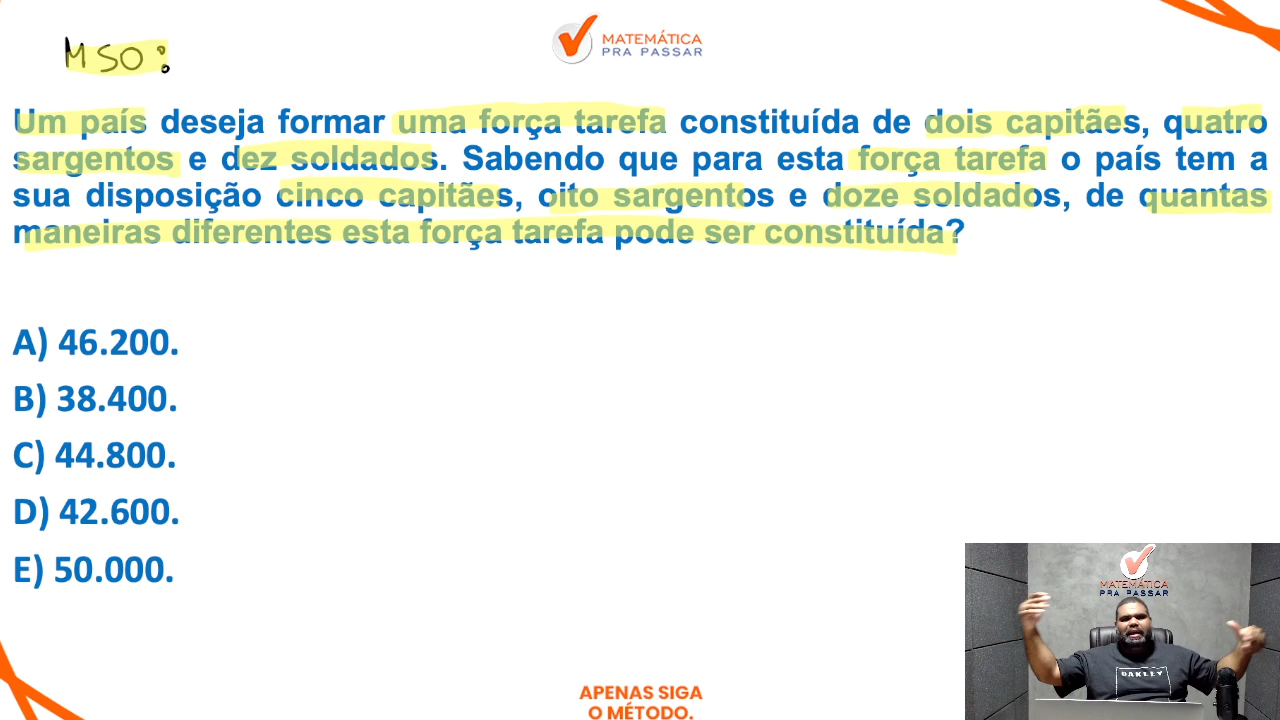 MSO:
MATEMÁTICA
PRA PASSAR
Um país deseja formar uma força tarefa constituída de dois capitães, quatro
sargentos e dez soldados. Sabendo que para esta força tarefa o país tem a
sua disposição cinco capitães, oito sargentos e doze soldados, de quantas
maneiras diferentes esta força tarefa pode ser constituída?
A) 46.200.
B) 38.400.
C) 44.800.
D) 42.600.
E) 50.000.
MATEMÁTICA
PRA PASSAR
OAKLEY
APENAS SIGA
O MÉTODO.